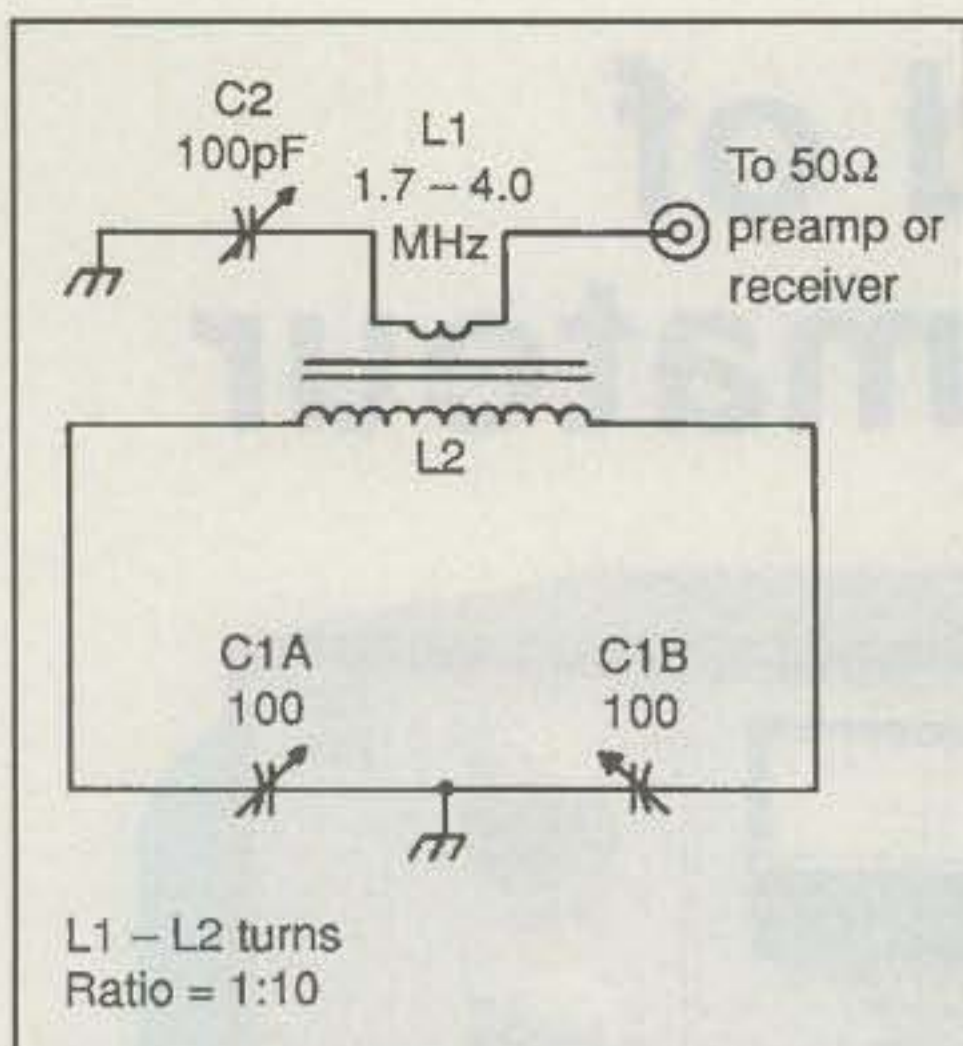 C2
100pF
L1
1.7 – 4.0
MHz
To 50Ω
preamp or
receiver
L2
C1A
100
C1B
100
L1 – L2 turns
Ratio = 1:10